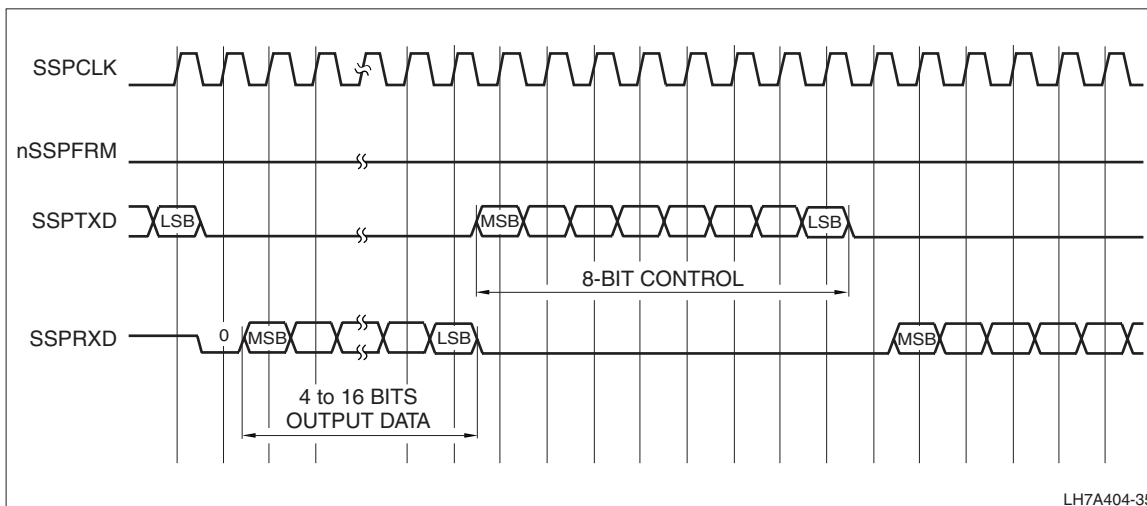 SSPCLK
nSSPFRM
SSPTXD
LSB
MSB
LSB
8-BIT CONTROL
SSPRXD
0
MSB
LSB
MSB
4 to 16 BITS
OUTPUT DATA
LH7A404-35